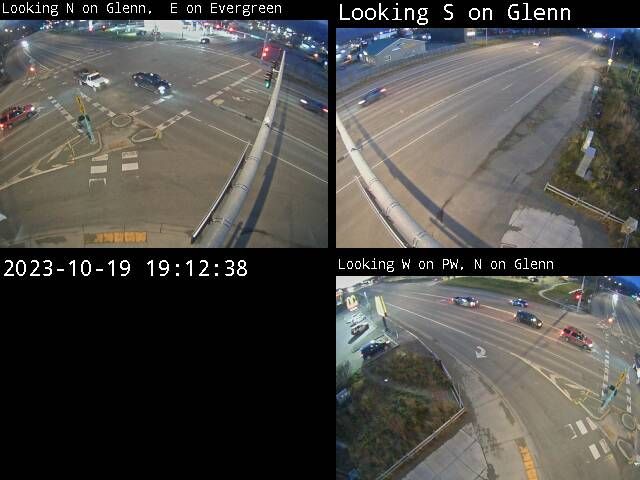 Looking N on Glenn,  E on Evergreen
Looking S on Glenn
2023-10-19 19:12:38
Looking W on PW, N on Glenn